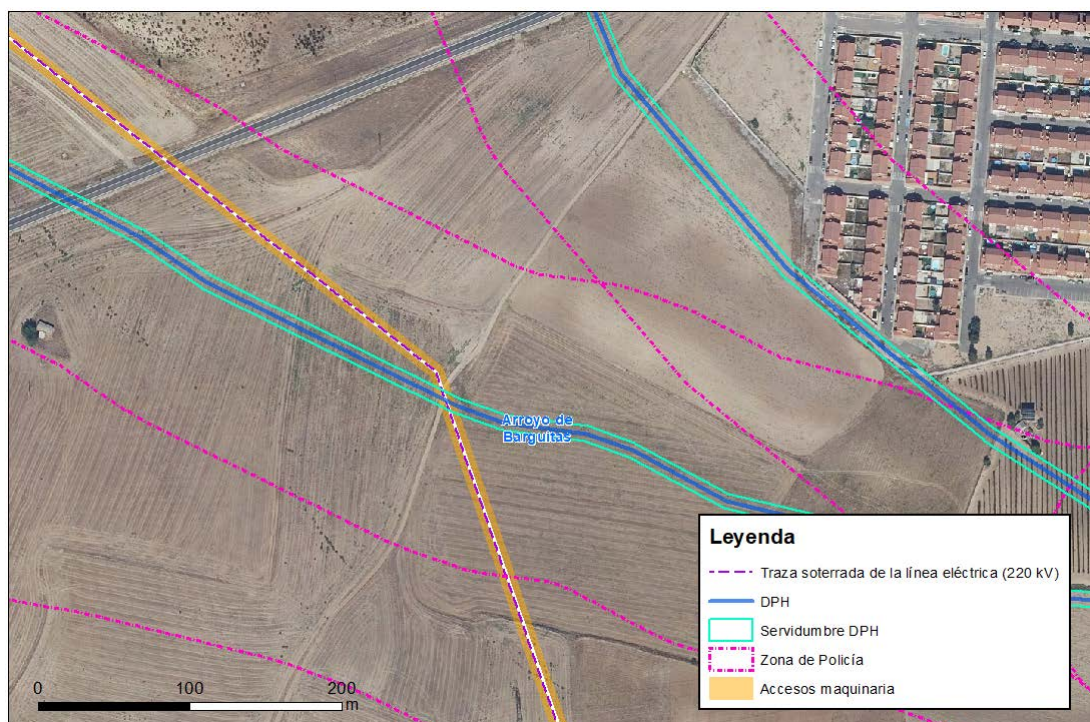 Arroyo de
Barguitas
Leyenda
Traza soterrada de la línea eléctrica (220 kV)
DPH
Servidumbre DPH
Zona de Policía
Accesos maquinaria
0 100 200
m